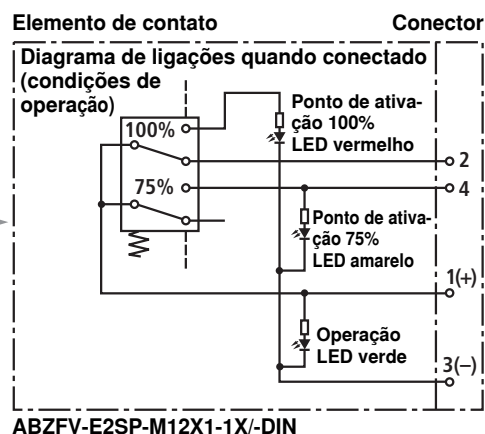 Elemento de contato
Conector
Diagrama de ligações quando conectado
(condições de
operação)
Ponto de ativa-
ção 100%
LED vermelho
100%
2
75%
4
Ponto de ativa-
ção 75%
LED amarelo
1(+)
Operação
LED verde
3(−)
ABZFV-E2SP-M12X1-1X/-DIN